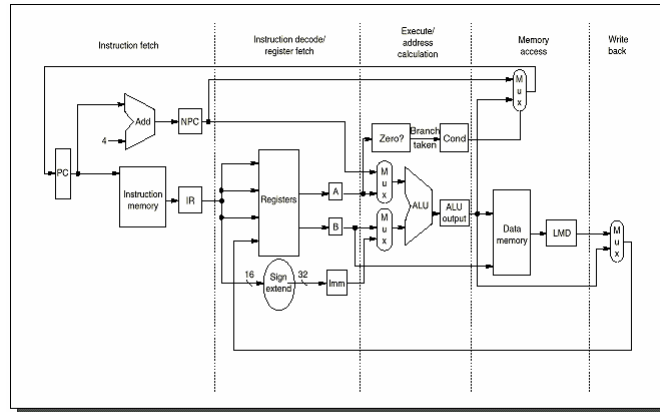 Instruction fetch
Instruction decode/
register fetch
Execute/
address
calculation
Memory
access
Write
back
M
u
x
Add
NPC
4
Zero?
Branch
taken
Cond
PC
Instruction
memory
IR
Registers
A
B
M
u
x
M
u
x
ALU
ALU
output
Data
memory
LMD
M
u
x
16
Sign
extend
32
Imm